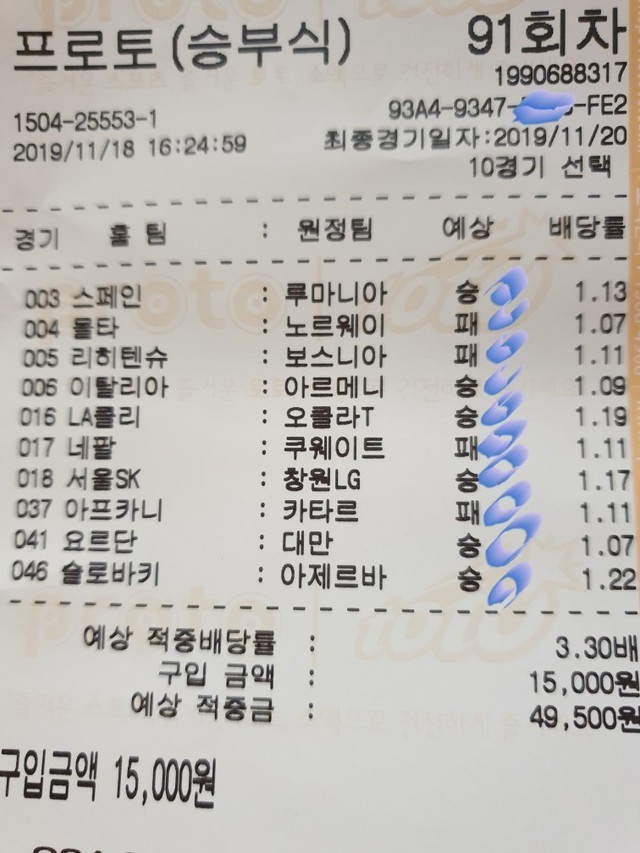 프로토(승부식) 91회차
1990688317
1504-25553-1 93A4-9347- -FE2
2019/11/18 16:24:59 최종경기일자:2019/11/20
10경기 선택
경기 홈팀 : 원정팀 예상 배당률
003 스페인 : 루마니아 승 1.13
004 몰타 : 노르웨이 패 1.07
005 리히텐슈 : 보스니아 패 1.11
006 이탈리아 : 아르메니 승 1.09
016 LA클리 : 오클라T 승 1.19
017 네팔 : 쿠웨이트 패 1.11
018 서울SK : 창원LG 승 1.17
037 아프카니 : 카타르 패 1.11
041 요르단 : 대만 승 1.07
046 슬로바키 : 아제르바 승 1.22
예상 적중배당률 : 3.30배
구입 금액 : 15,000원
예상 적중금 : 49,500원
구입금액 15,000원